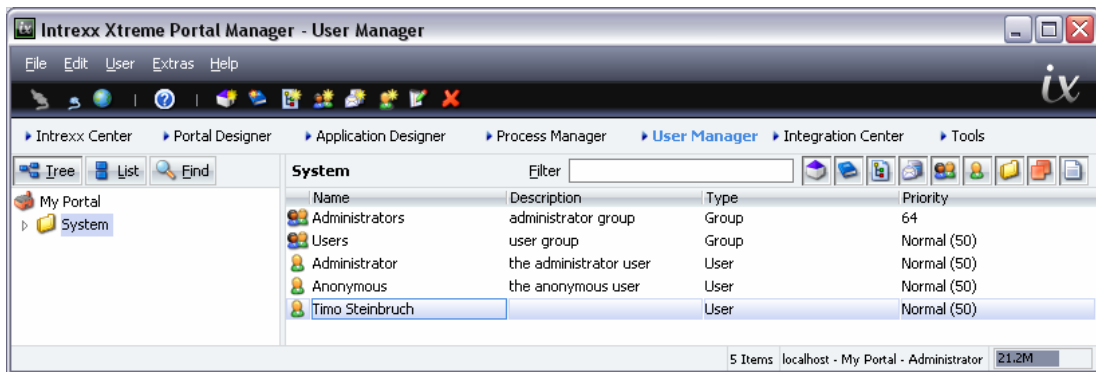 Intrexx Xtreme Portal Manager - User Manager
File Edit User Extras Help
ix
Intrexx Center Portal Designer Application Designer Process Manager User Manager Integration Center Tools
Tree List Find System Filter
Name Description Type Priority
My Portal
System
Administrators administrator group Group 64
Users user group Group Normal (50)
Administrator the administrator user User Normal (50)
Anonymous the anonymous user User Normal (50)
Timo Steinbruch User Normal (50)
5 Items localhost - My Portal - Administrator 21.2M